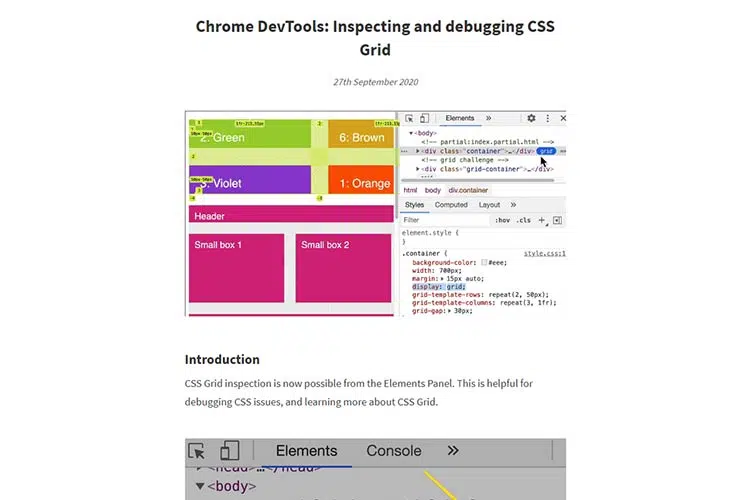 Chrome DevTools: Inspecting and debugging CSS
Grid
27th September 2020
2: Green
6: Brown
Violet
1: Orange
Header
Small box 1
Small box 2
Elements
<body>
<!-- partial:index.partial.html -->
<div class="container">…</div> grid
<!-- grid challenge -->
<div class="grid-container">…</div>
html body div.container
Styles Computed Layout
Filter :hov .cls
element.style {
}
.container { style.css:1
background-color: #eee;
width: 700px;
margin: 15px auto;
display: grid;
grid-template-rows: repeat(2, 50px);
grid-template-columns: repeat(3, 1fr);
grid-gap: 30px;
Introduction
CSS Grid inspection is now possible from the Elements Panel. This is helpful for
debugging CSS issues, and learning more about CSS Grid.
Elements Console
<body>